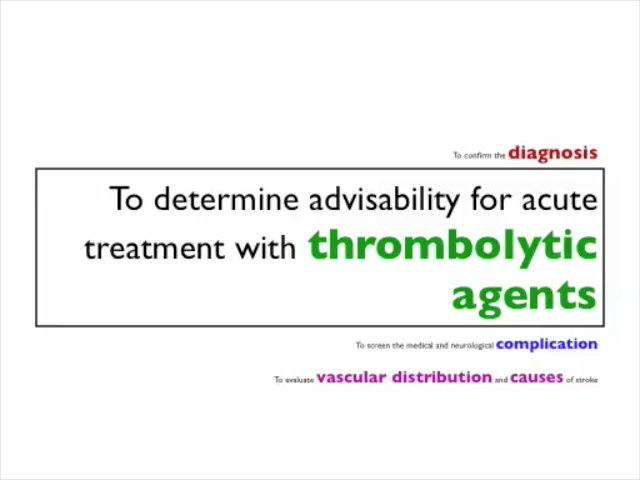 To confirm the diagnosis
To determine advisability for acute
treatment with thrombolytic
agents
To screen the medical and neurological complication
To evaluate vascular distribution and causes of stroke